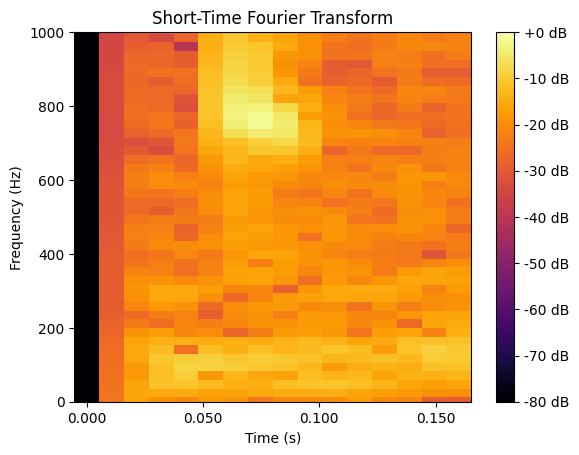 Short-Time Fourier Transform
1000
800
600
400
200
0
Frequency (Hz)
0.000
0.050
0.100
0.150
Time (s)
+0 dB
-10 dB
-20 dB
-30 dB
-40 dB
-50 dB
-60 dB
-70 dB
-80 dB